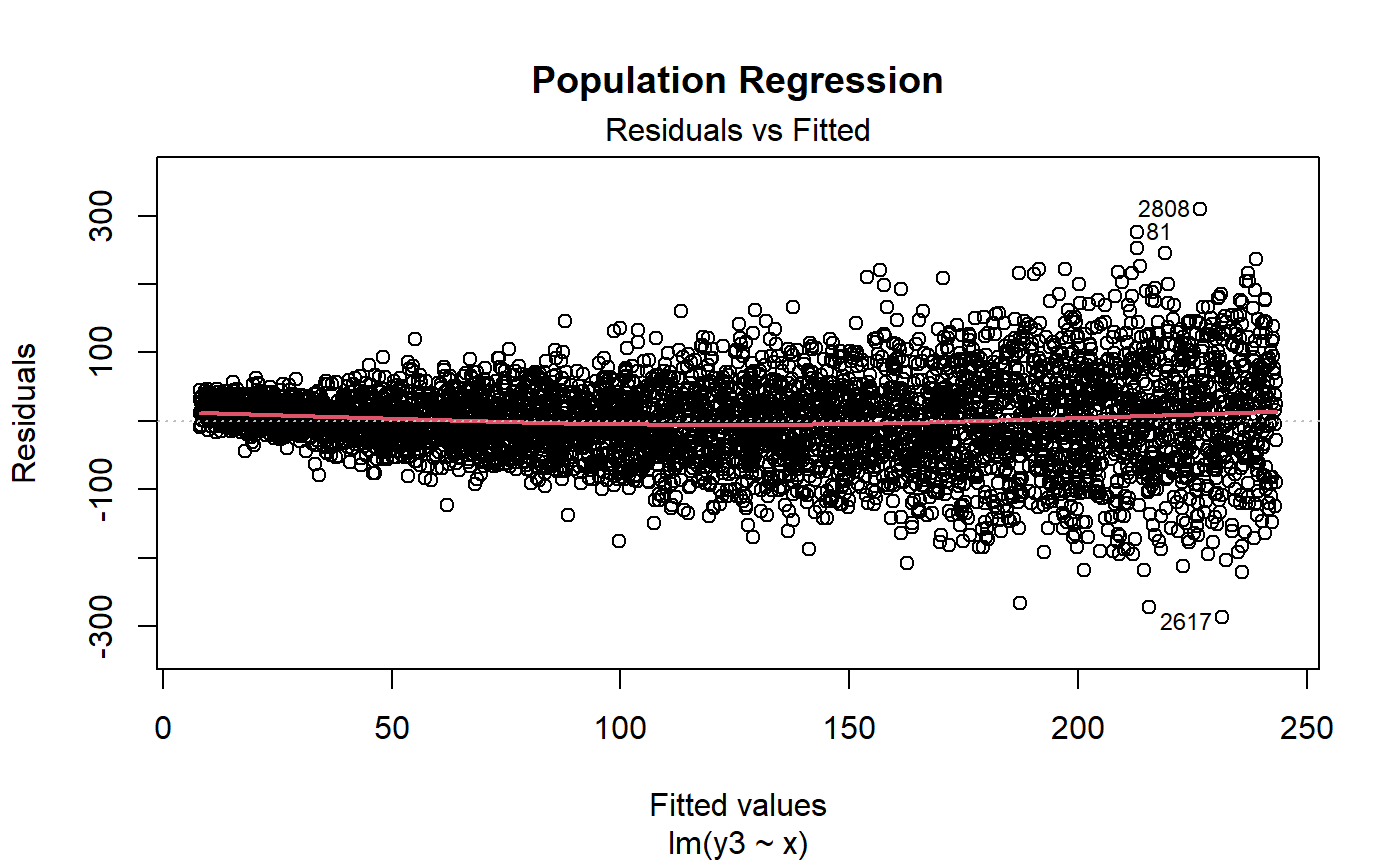 Population Regression
Residuals vs Fitted
300
100
-100
-300
Residuals
2808
81
2617
0 50 100 150 200 250
Fitted values
lm(y3 ~ x)